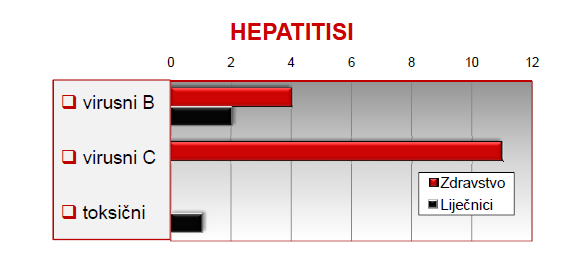 HEPATITISI
0 2 4 6 8 10 12
virusni B
virusni C
toksični
Zdravstvo
Liječnici